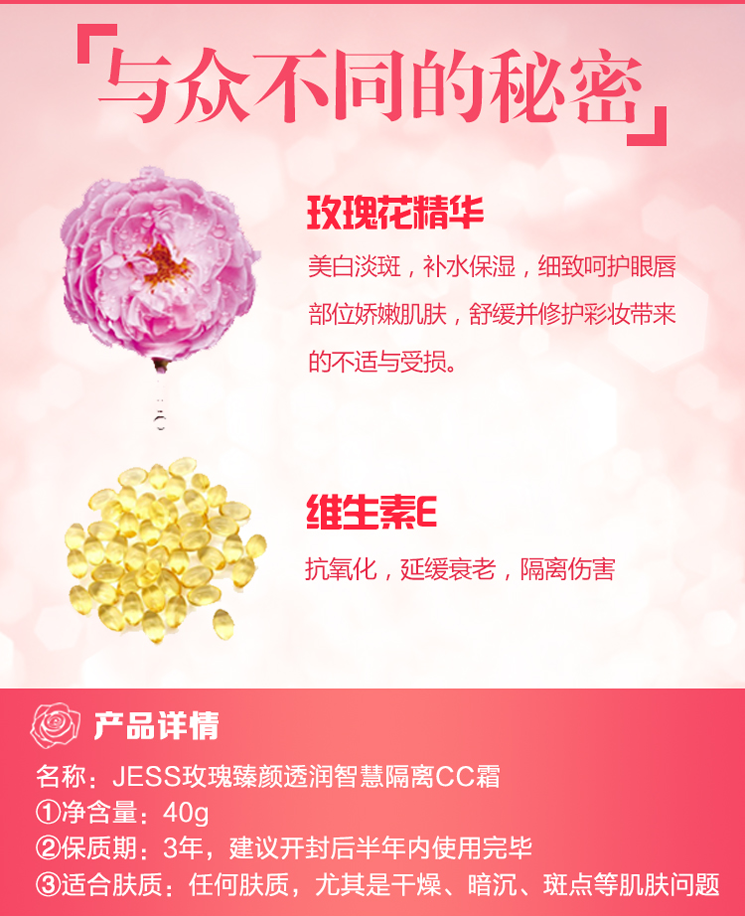 「与众不同的秘密」
玫瑰花精华
美白淡斑，补水保湿，细致呵护眼唇
部位娇嫩肌肤，舒缓并修护彩妆带来
的不适与受损。
维生素E
抗氧化，延缓衰老，隔离伤害
产品详情
名称：JESS玫瑰臻颜透润智慧隔离CC霜
①净含量：40g
②保质期：3年，建议开封后半年内使用完毕
③适合肤质：任何肤质，尤其是干燥、暗沉、斑点等肌肤问题